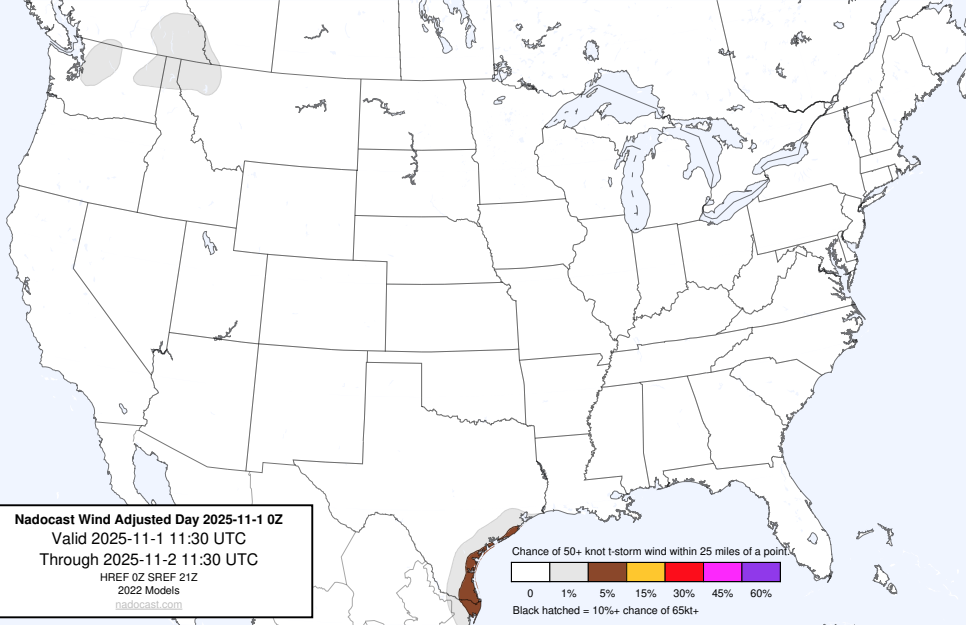 Nadocast Wind Adjusted Day 2025-11-1 0Z
Valid 2025-11-1 11:30 UTC
Through 2025-11-2 11:30 UTC
HREF 0Z SREF 21Z
2022 Models
nadocast.com
Chance of 50+ knot t-storm wind within 25 miles of a point.
0 1% 5% 15% 30% 45% 60%
Black hatched = 10%+ chance of 65kt+